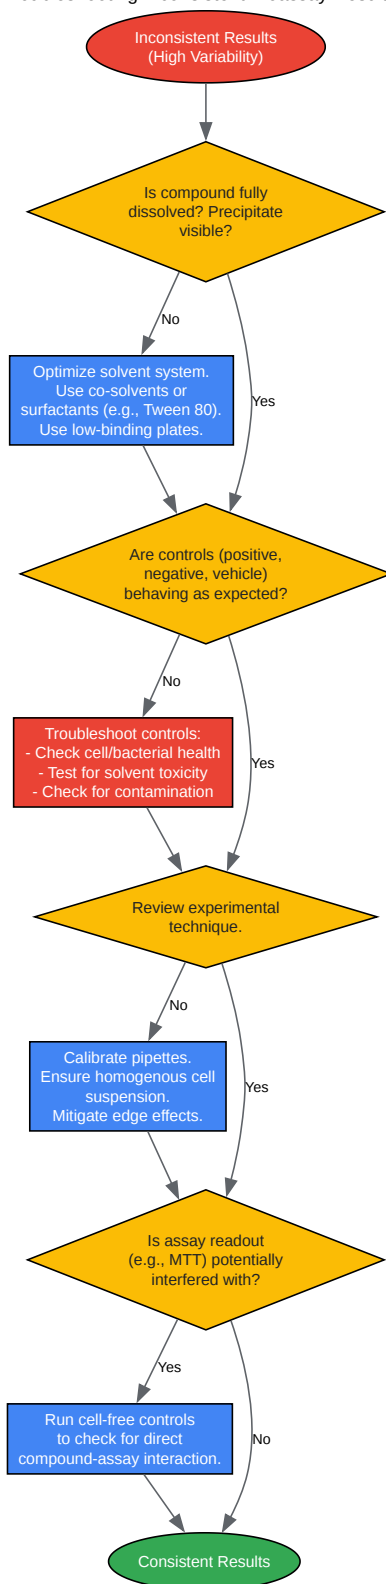 Inconsistent Results
(High Variability)
Is compound fully
dissolved? Precipitate
visible?
No
Yes
Optimize solvent system.
Use co-solvents or
surfactants (e.g., Tween 80).
Use low-binding plates.
Are controls (positive,
negative, vehicle)
behaving as expected?
No
Yes
Troubleshoot controls:
- Check cell/bacterial health
- Test for solvent toxicity
- Check for contamination
Review experimental
technique.
No
Yes
Calibrate pipettes.
Ensure homogenous cell
suspension.
Mitigate edge effects.
Is assay readout
(e.g., MTT) potentially
interfered with?
Yes
No
Run cell-free controls
to check for direct
compound-assay interaction.
Consistent Results